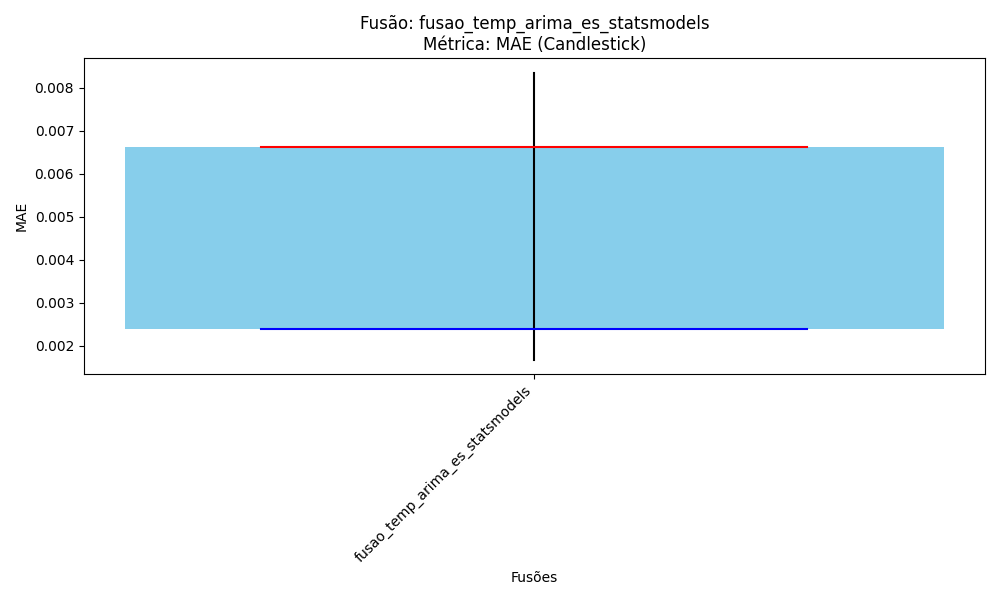 Fusão: fusao_temp_arima_es_statsmodels
Métrica: MAE (Candlestick)
0.008
0.007
0.006
0.005
0.004
0.003
0.002
MAE
fusao_temp_arima_es_statsmodels
Fusões